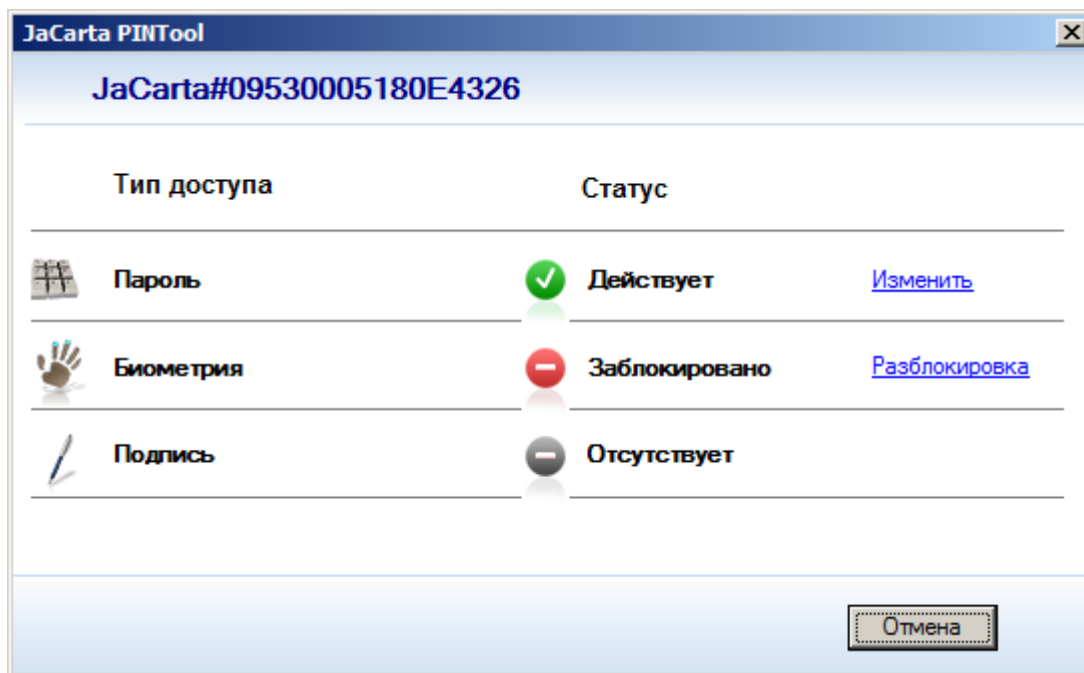 JaCarta PINTool
JaCarta#09530005180E4326
Тип доступа Статус
Пароль Действует Изменить
Биометрия Заблокировано Разблокировка
Подпись Отсутствует
Отмена